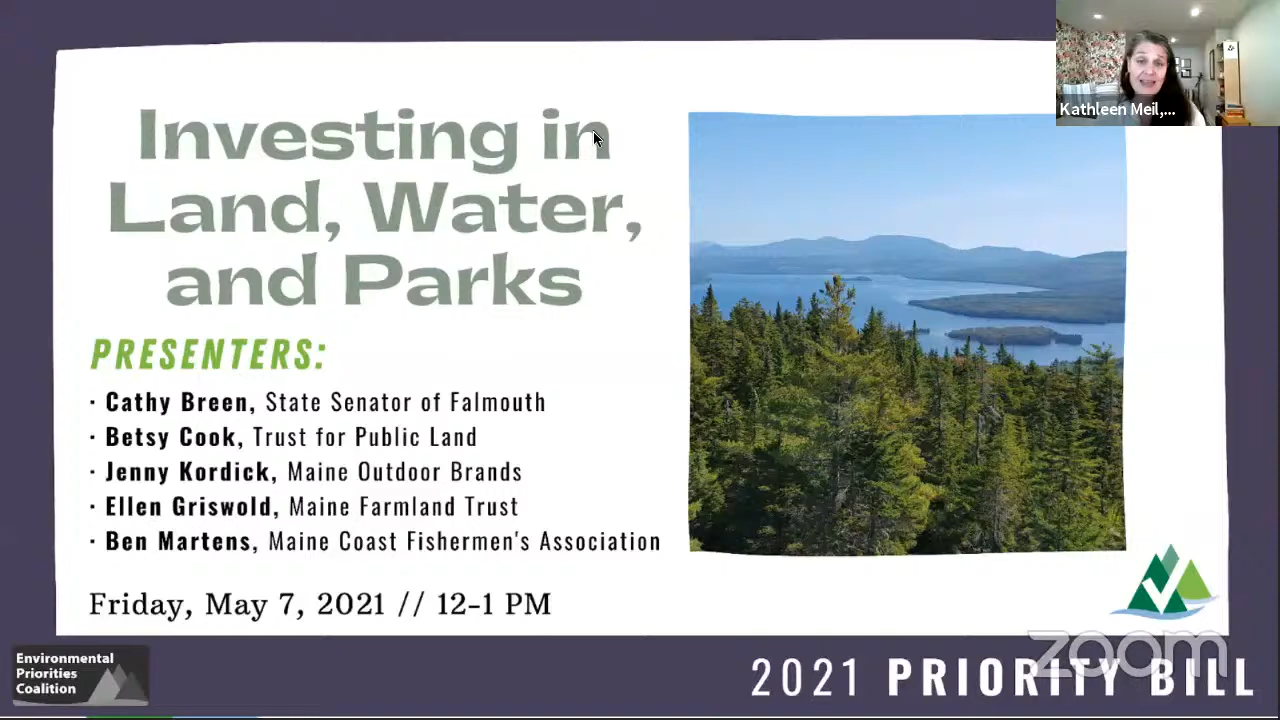 Kathleen Meil,...
Investing in
Land, Water,
and Parks
PRESENTERS:
· Cathy Breen, State Senator of Falmouth
· Betsy Cook, Trust for Public Land
· Jenny Kordick, Maine Outdoor Brands
· Ellen Griswold, Maine Farmland Trust
· Ben Martens, Maine Coast Fishermen's Association
Friday, May 7, 2021 // 12-1 PM
Environmental
Priorities
Coalition
zoom
2021 PRIORITY BILL